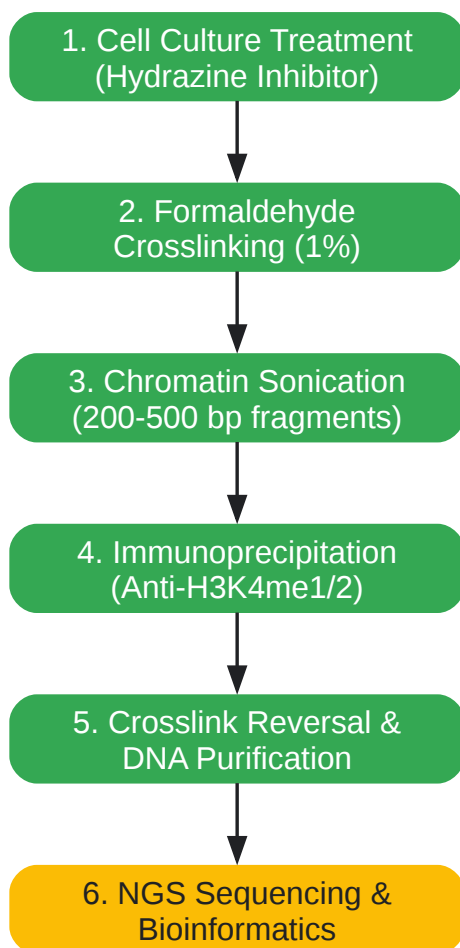 1. Cell Culture Treatment
(Hydrazine Inhibitor)
2. Formaldehyde
Crosslinking (1%)
3. Chromatin Sonication
(200-500 bp fragments)
4. Immunoprecipitation
(Anti-H3K4me1/2)
5. Crosslink Reversal &
DNA Purification
6. NGS Sequencing &
Bioinformatics